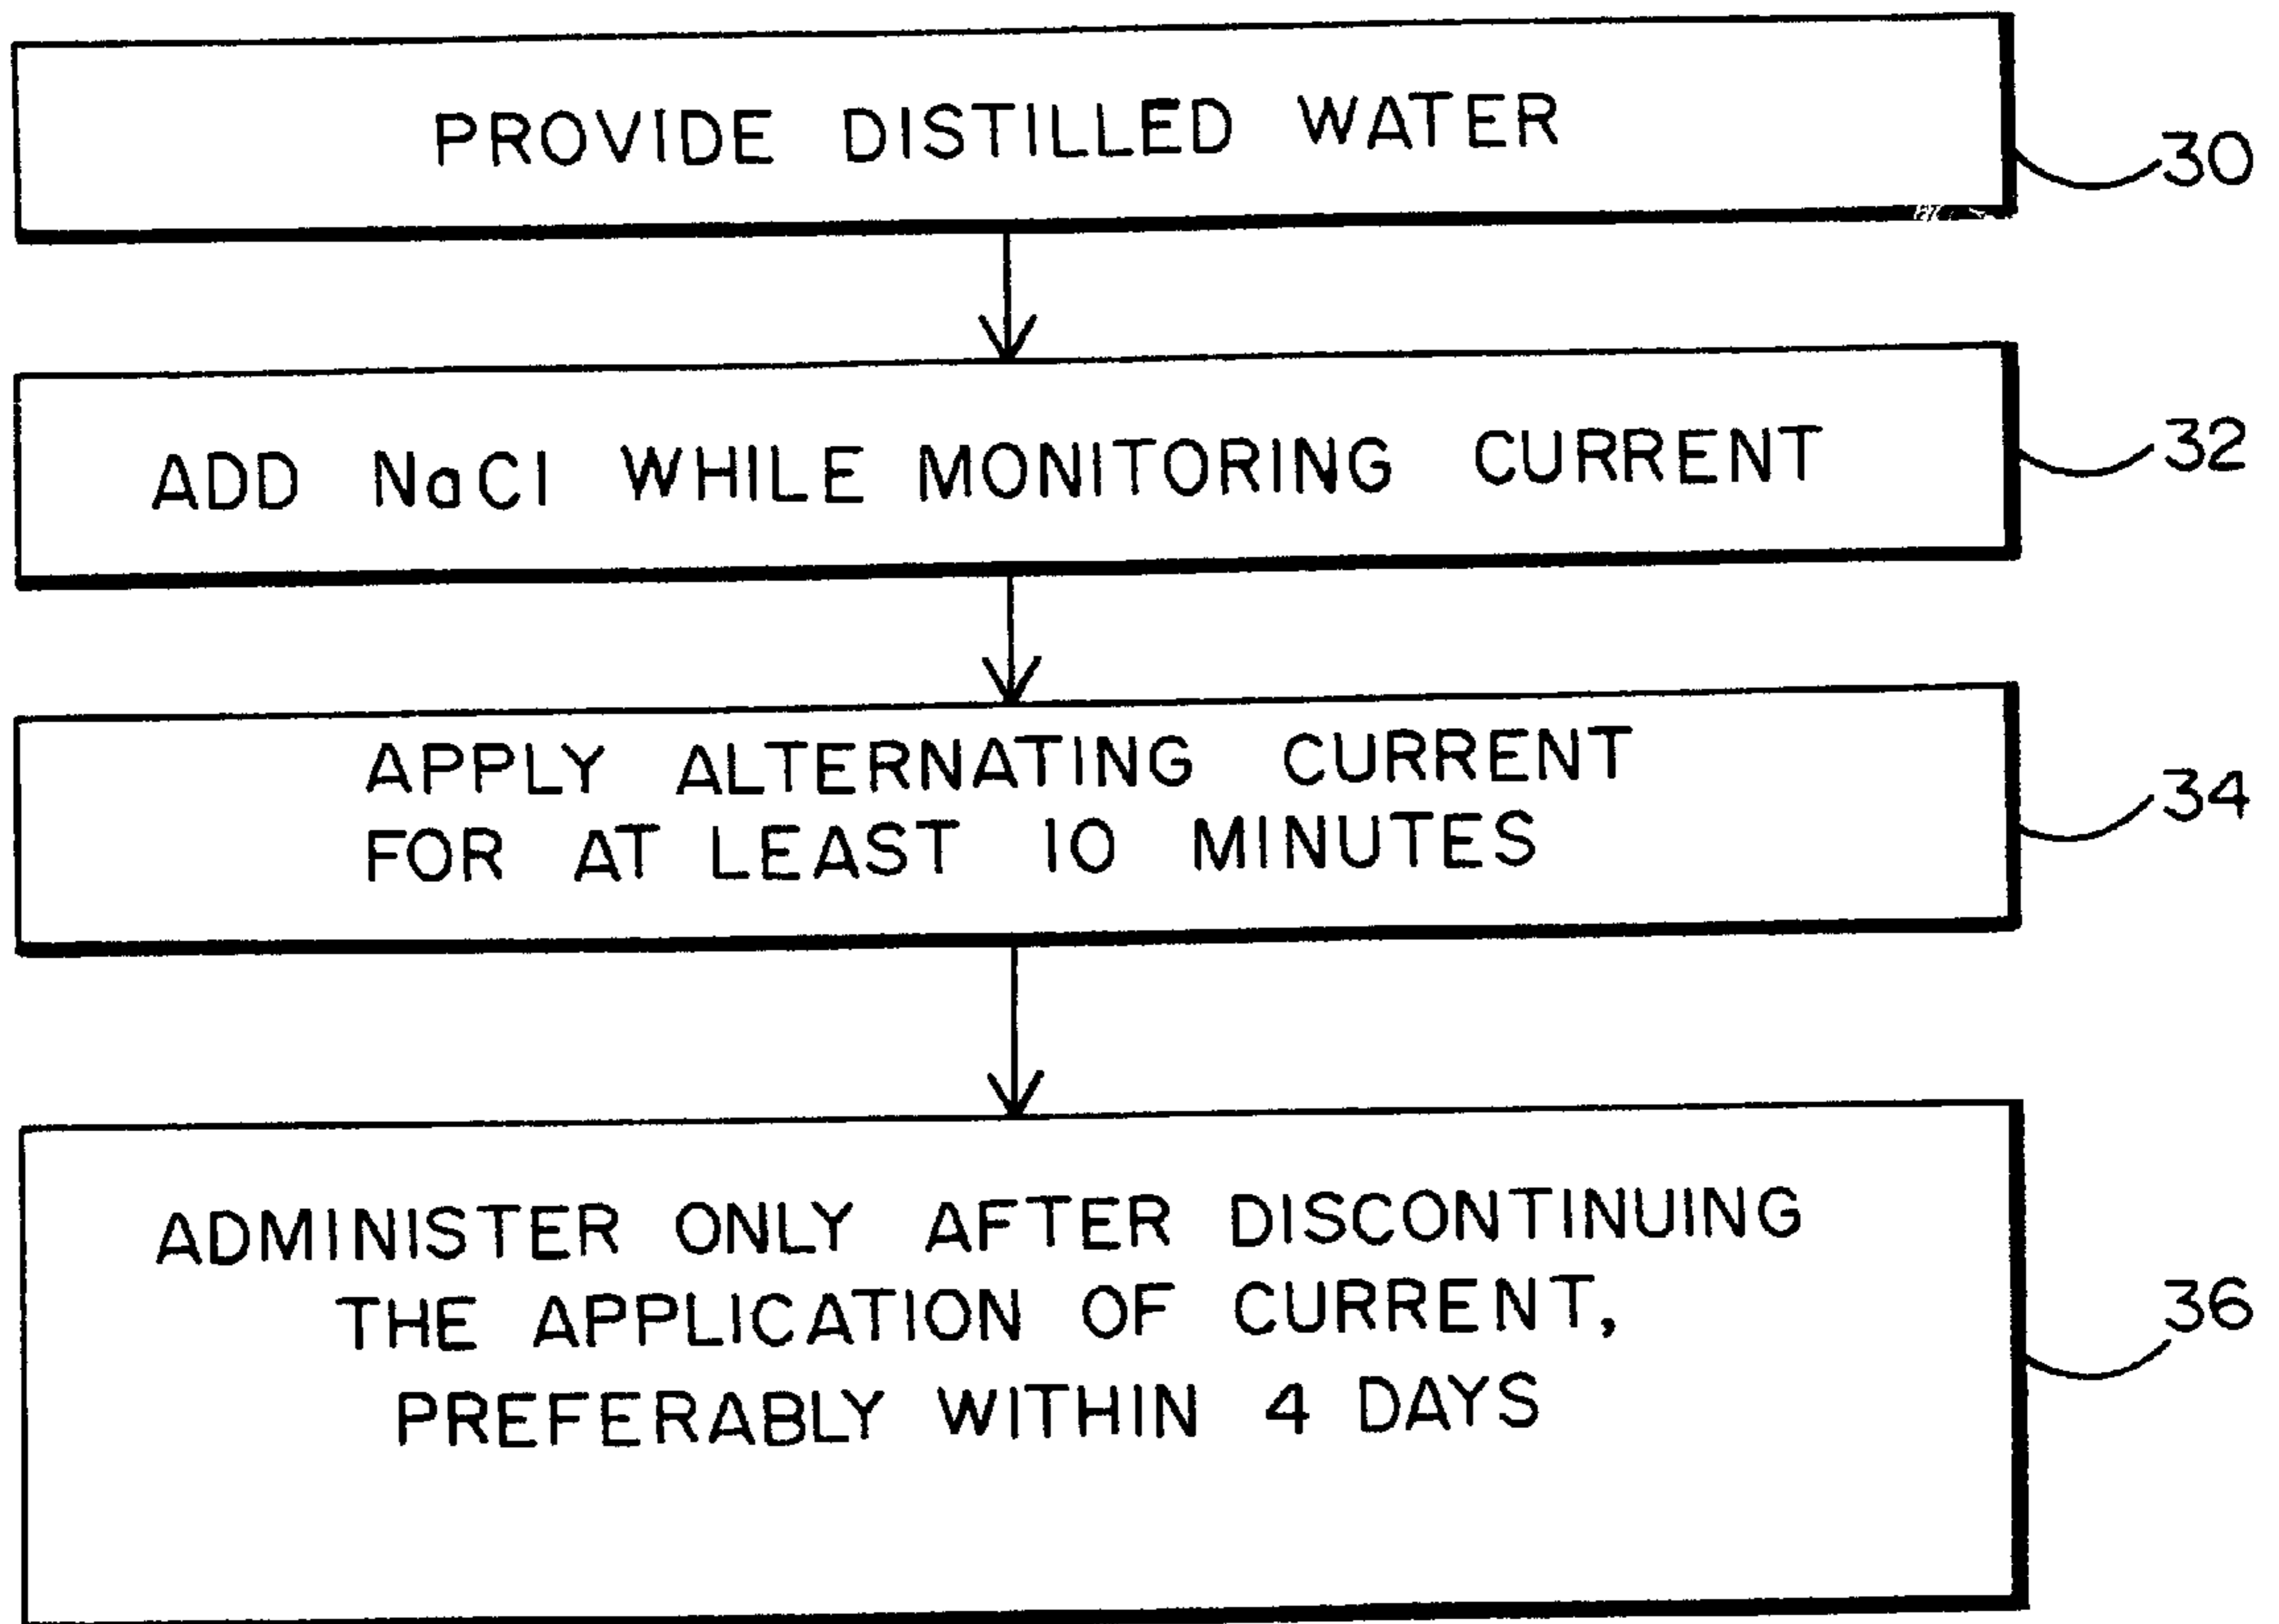 PROVIDE DISTILLED WATER
30
ADD NaCl WHILE MONITORING CURRENT
32
APPLY ALTERNATING CURRENT
FOR AT LEAST 10 MINUTES
34
ADMINISTER ONLY AFTER DISCONTINUING
THE APPLICATION OF CURRENT,
PREFERABLY WITHIN 4 DAYS
36